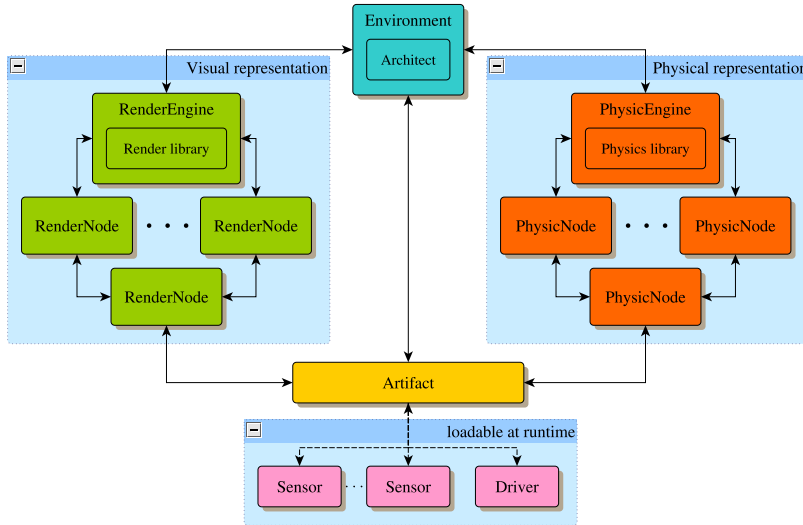 Environment
Architect
Visual representation
RenderEngine
Render library
RenderNode
. . .
RenderNode
RenderNode
Physical representation
PhysicEngine
Physics library
PhysicNode
. . .
PhysicNode
PhysicNode
Artifact
loadable at runtime
Sensor
. . .
Sensor
Driver